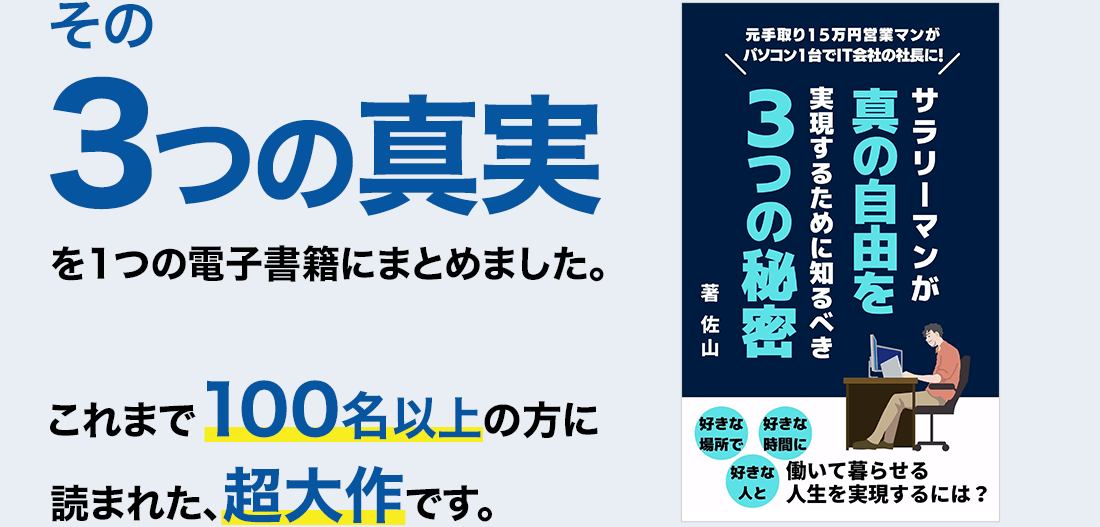 その
3つの真実
を1つの電子書籍にまとめました。
これまで100名以上の方に
読まれた、超大作です。
元手取り15万円営業マンが
パソコン1台でIT会社の社長に!
サラリーマンが
真の自由を
実現するために知るべき
3つの秘密
著 佐山
好きな
場所で
好きな
時間に
好きな
人と
働いて暮らせる
人生を実現するには?